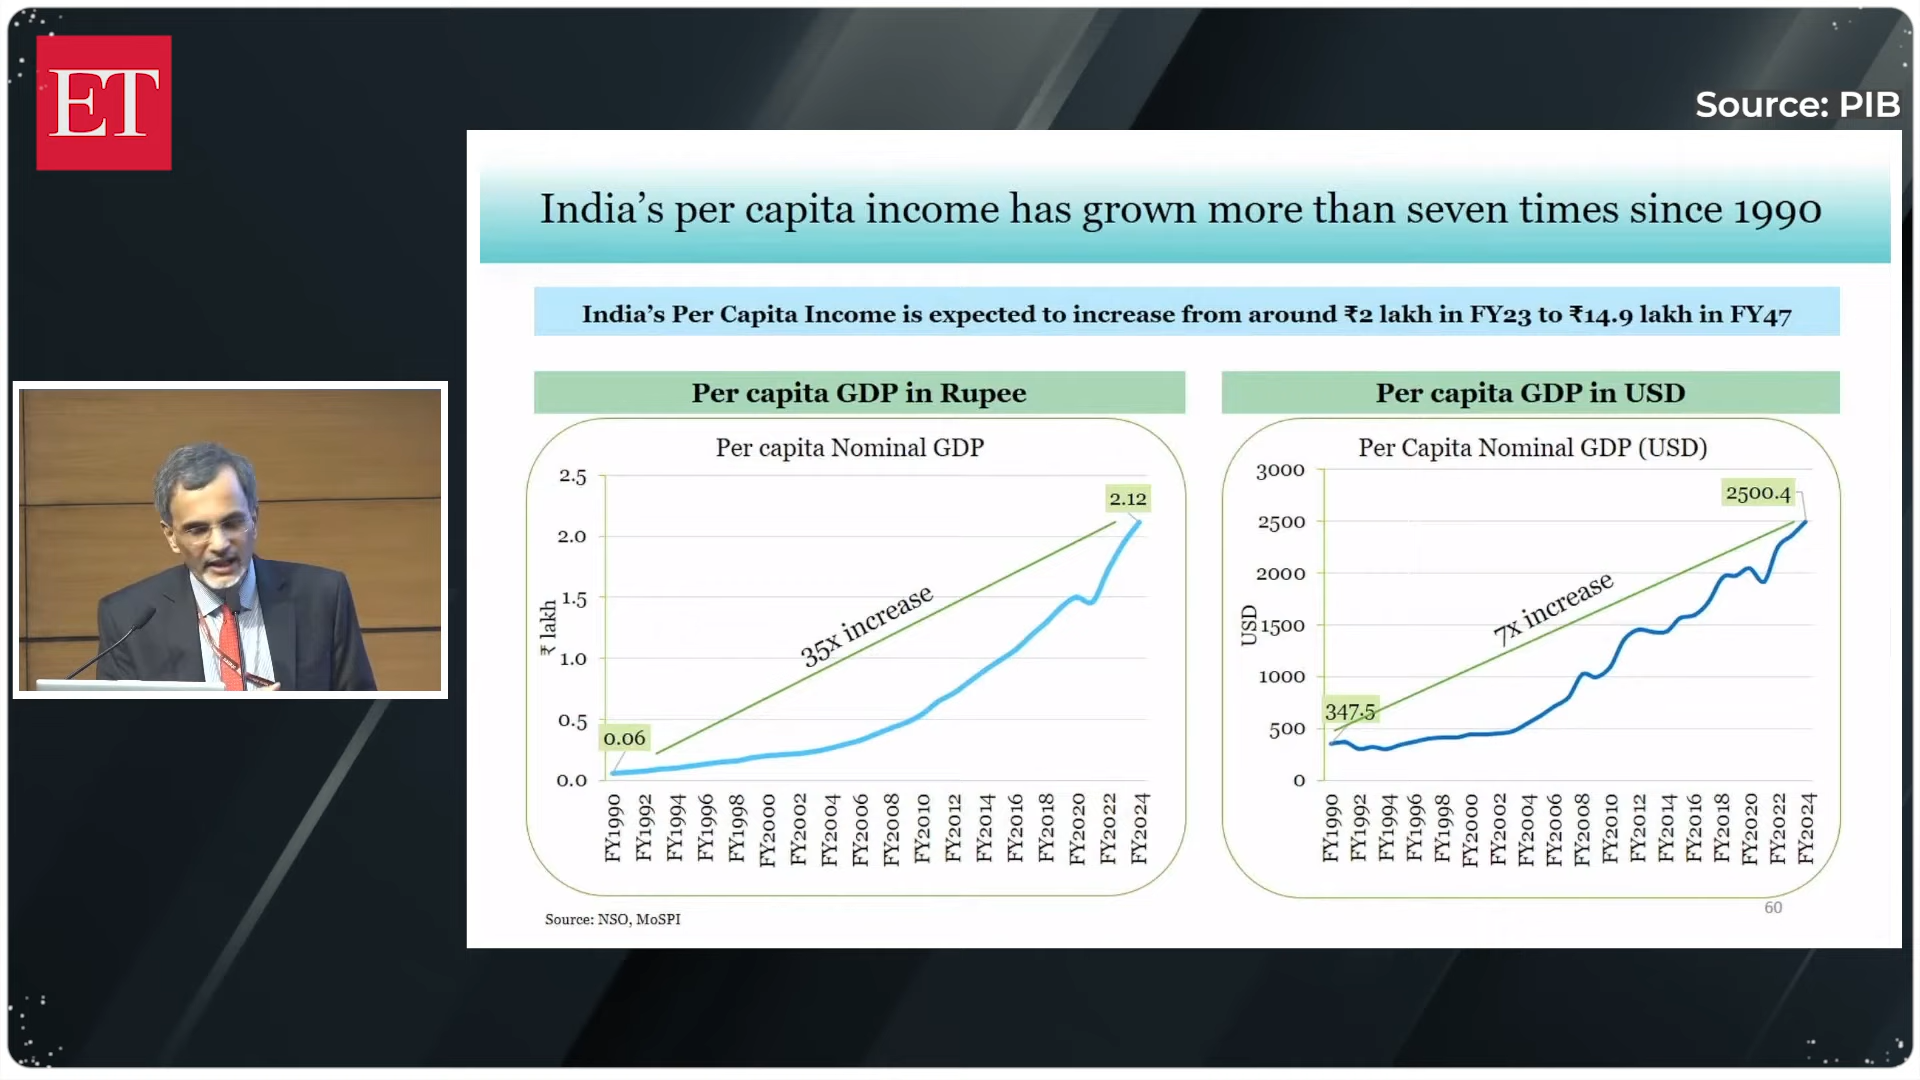 ET
Source: PIB
India's per capita income has grown more than seven times since 1990
India's Per Capita Income is expected to increase from around ₹2 lakh in FY23 to ₹14.9 lakh in FY47
Per capita GDP in Rupee
Per capita Nominal GDP
2.5
2.0
1.5
1.0
0.5
0.0
₹ lakh
2.12
35x increase
0.06
FY1990
FY1992
FY1994
FY1996
FY1998
FY2000
FY2002
FY2004
FY2006
FY2008
FY2010
FY2012
FY2014
FY2016
FY2018
FY2020
FY2022
FY2024
Per capita GDP in USD
Per Capita Nominal GDP (USD)
3000
2500
2000
1500
1000
500
0
USD
2500.4
7x increase
347.5
FY1990
FY1992
FY1994
FY1996
FY1998
FY2000
FY2002
FY2004
FY2006
FY2008
FY2010
FY2012
FY2014
FY2016
FY2018
FY2020
FY2022
FY2024
Source: NSO, MoSPI
60